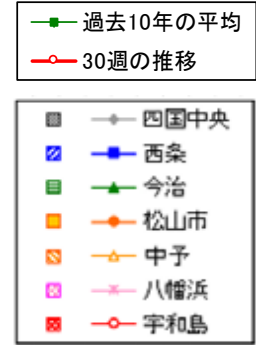 過去10年の平均
30週の推移
四国中央
西条
今治
松山市
中予
八幡浜
宇和島